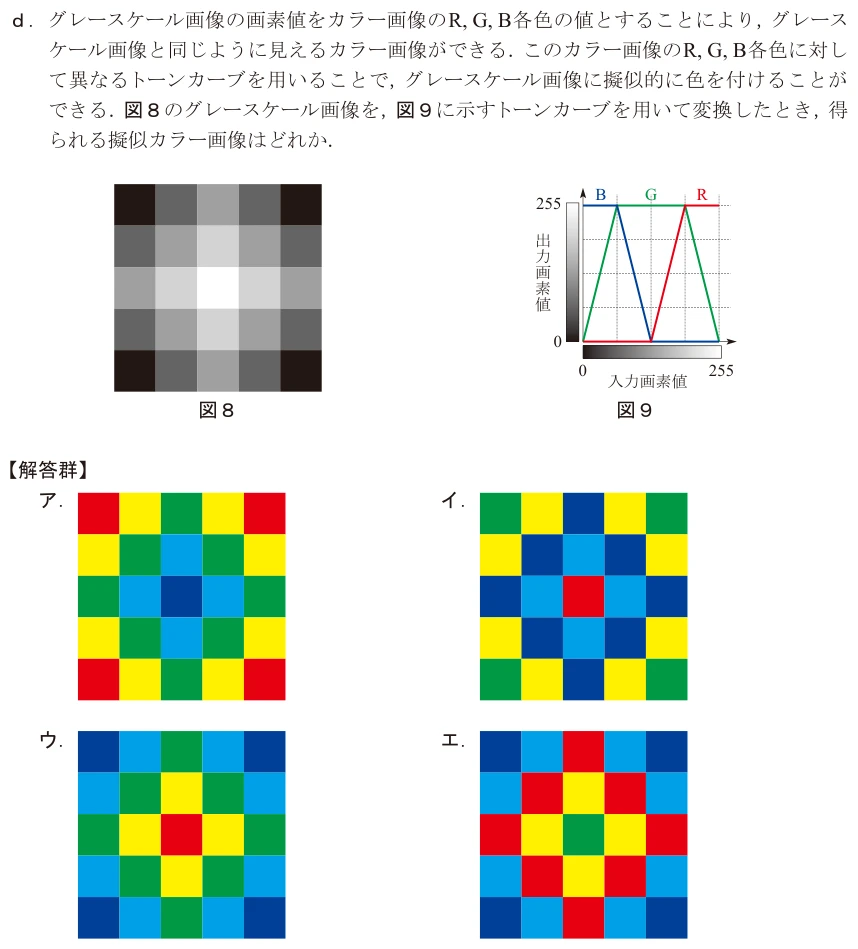 d．グレースケール画像の画素値をカラー画像のR, G, B各色の値とすることにより，グレース
ケール画像と同じように見えるカラー画像ができる．このカラー画像のR, G, B各色に対し
て異なるトーンカーブを用いることで，グレースケール画像に擬似的に色を付けることが
できる．図8のグレースケール画像を，図9に示すトーンカーブを用いて変換したとき，得
られる擬似カラー画像はどれか．
B G R
255
出力画素値
0
0 入力画素値 255
図8
図9
【解答群】
ア．
イ．
ウ．
エ．